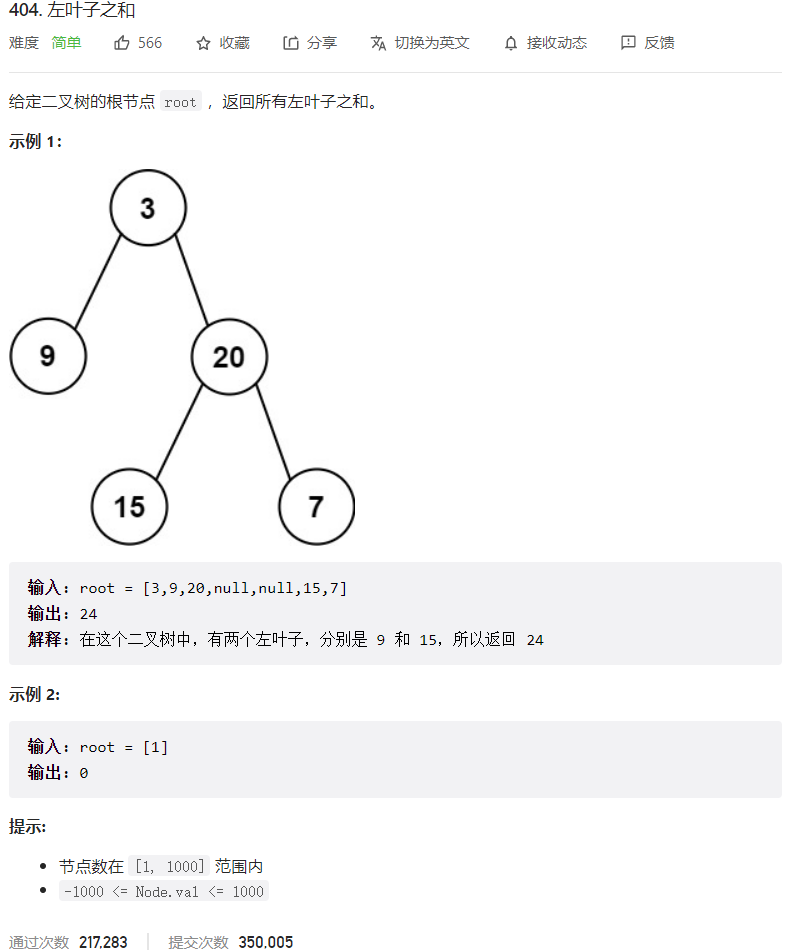 404. 左叶子之和
难度 简单 566 收藏 分享 切换为英文 接收动态 反馈
给定二叉树的根节点 root ，返回所有左叶子之和。
示例 1：
3
9 20
15 7
输入：root = [3,9,20,null,null,15,7]
输出：24
解释：在这个二叉树中，有两个左叶子，分别是 9 和 15，所以返回 24
示例 2:
输入：root = [1]
输出：0
提示:
• 节点数在 [1, 1000] 范围内
• -1000 <= Node.val <= 1000
通过次数 217,283 提交次数 350,005